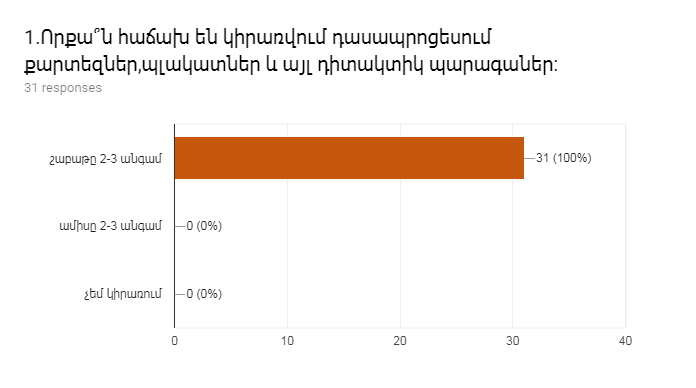 1.Որքա՞ն հաճախ են կիրառվում դասապրոցեսում
քարտեզներ,պլակատներ և այլ դիտակտիկ պարագաներ:
31 responses
շաբաթը 2-3 անգամ
31 (100%)
ամիսը 2-3 անգամ
0 (0%)
չեմ կիրառում
0 (0%)
0 10 20 30 40